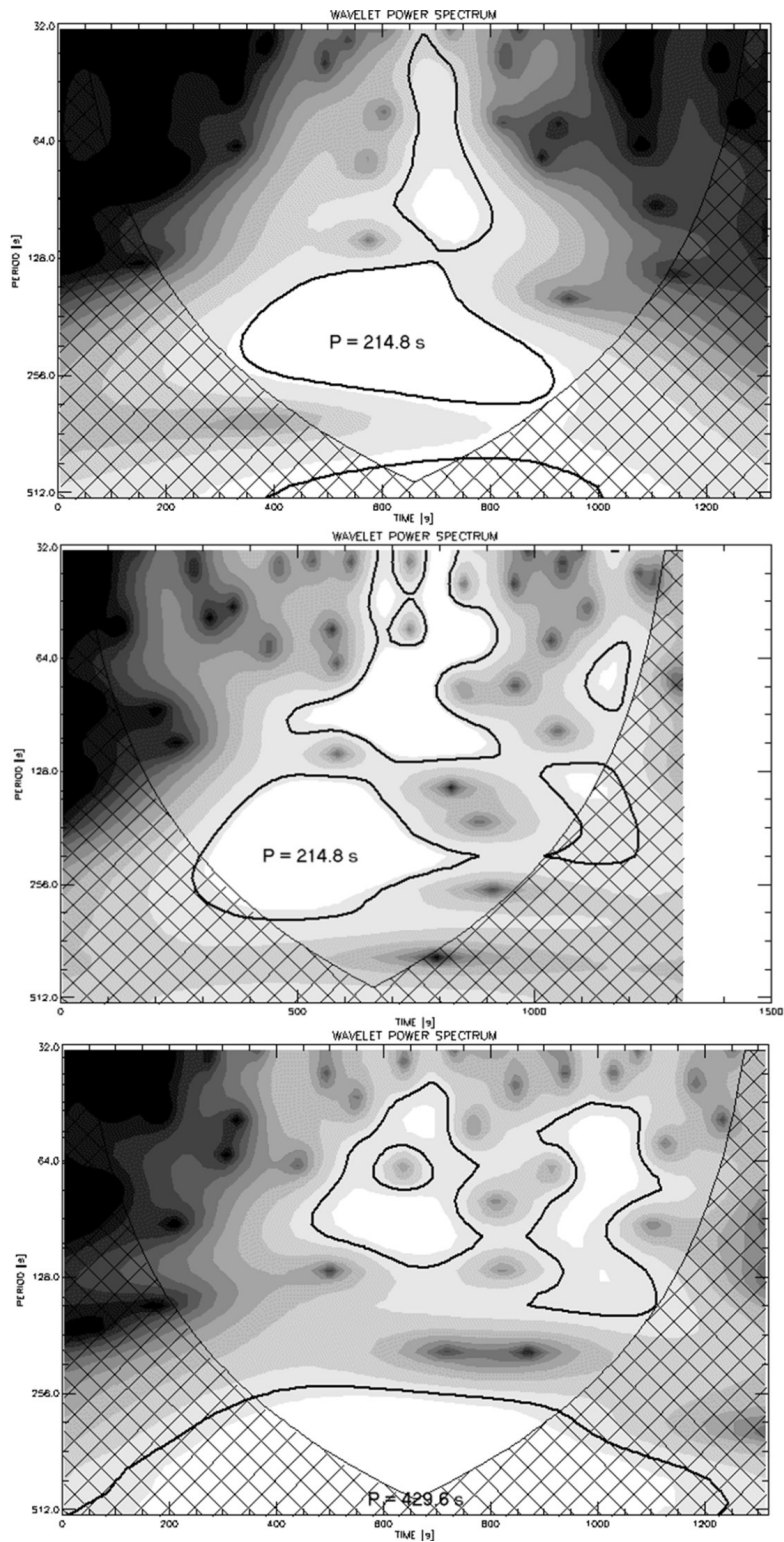 WAVELET POWER SPECTRUM
32.0
64.0
PERIOD [s]
128.0
P = 214.8 s
256.0
512.0
0 200 400 600 800 1000 1200
TIME [s]
WAVELET POWER SPECTRUM
32.0
64.0
PERIOD [s]
128.0
P = 214.8 s
256.0
512.0
0 500 1000 1500
TIME [s]
WAVELET POWER SPECTRUM
32.0
64.0
PERIOD [s]
128.0
256.0
P = 429.6 s
512.0
0 200 400 600 800 1000 1200
TIME [s]